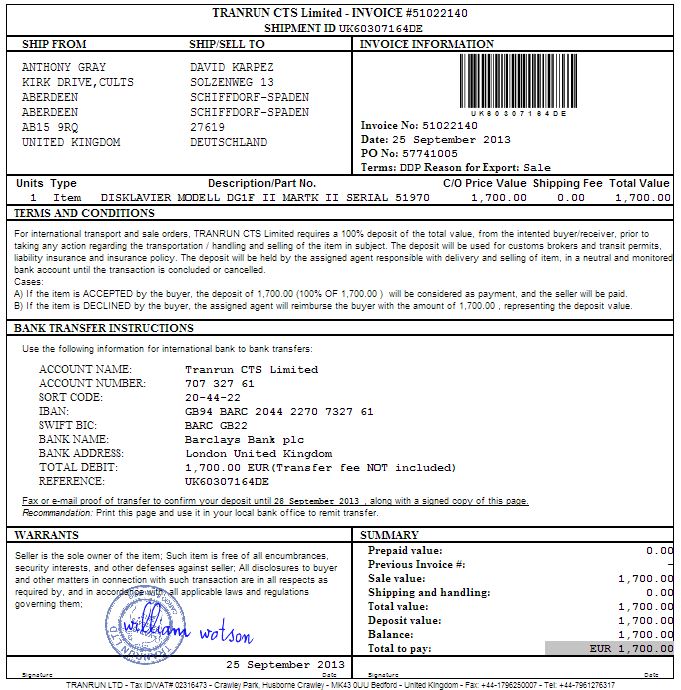 TRANRUN CTS Limited - INVOICE #51022140
SHIPMENT ID UK60307164DE
SHIP FROM SHIP/SELL TO INVOICE INFORMATION
ANTHONY GRAY DAVID KARPEZ
KIRK DRIVE,CULTS SOLZENWEG 13
ABERDEEN SCHIFFDORF-SPADEN
ABERDEEN SCHIFFDORF-SPADEN
AB15 9RQ 27619
UNITED KINGDOM DEUTSCHLAND
UK60307164DE
Invoice No: 51022140
Date: 25 September 2013
PO No: 57741005
Terms: DDP Reason for Export: Sale
Units Type Description/Part No. C/O Price Value Shipping Fee Total Value
1 Item DISKLAVIER MODELL DG1F II MARTK II SERIAL 51970 1,700.00 0.00 1,700.00
TERMS AND CONDITIONS
For international transport and sale orders, TRANRUN CTS Limited requires a 100% deposit of the total value, from the intented buyer/receiver, prior to
taking any action regarding the transportation / handling and selling of the item in subject. The deposit will be used for customs brokers and transit permits,
liability insurance and insurance policy. The deposit will be held by the assigned agent responsible with delivery and selling of item, in a neutral and monitored
bank account until the transaction is concluded or cancelled.
Cases:
A) If the item is ACCEPTED by the buyer, the deposit of 1,700.00 (100% OF 1,700.00 ) will be considered as payment, and the seller will be paid.
B) If the item is DECLINED by the buyer, the assigned agent will reimburse the buyer with the amount of 1,700.00 , representing the deposit value.
BANK TRANSFER INSTRUCTIONS
Use the following information for international bank to bank transfers:
ACCOUNT NAME: Tranrun CTS Limited
ACCOUNT NUMBER: 707 327 61
SORT CODE: 20-44-22
IBAN: GB94 BARC 2044 2270 7327 61
SWIFT BIC: BARC GB22
BANK NAME: Barclays Bank plc
BANK ADDRESS: London United Kingdom
TOTAL DEBIT: 1,700.00 EUR(Transfer fee NOT included)
REFERENCE: UK60307164DE
Fax or e-mail proof of transfer to confirm your deposit until 28 September 2013 , along with a signed copy of this page.
Recommandation: Print this page and use it in your local bank office to remit transfer.
WARRANTS SUMMARY
Seller is the sole owner of the item; Such item is free of all encumbrances,
security interests, and other defenses against seller; All disclosures to buyer
and other matters in connection with such transaction are in all respects as
required by, and in accordance with, all applicable laws and regulations
governing them;
william wotson
25 September 2013
Signature Date
Prepaid value: 0.00
Previous Invoice #: -
Sale value: 1,700.00
Shipping and handling: 0.00
Total value: 1,700.00
Deposit value: 1,700.00
Balance: 1,700.00
Total to pay: EUR 1,700.00
Signature Date
TRANRUN LTD - Tax ID/VAT# 02316473 - Crawley Park, Husborne Crawley - MK43 0UU Bedford - United Kingdom - Fax: +44-1796250007 - Tel: +44-7961276317